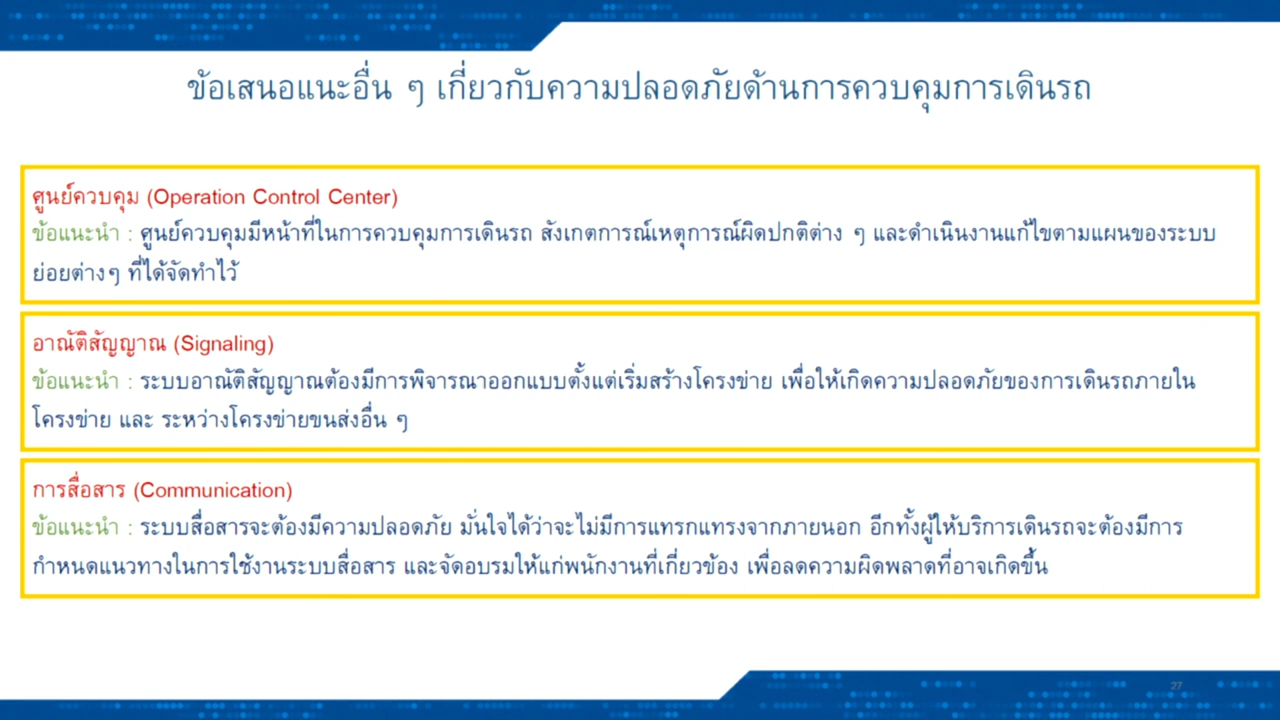 ข้อเสนอแนะอื่น ๆ เกี่ยวกับความปลอดภัยด้านการควบคุมการเดินรถ
ศูนย์ควบคุม (Operation Control Center)
ข้อแนะนำ : ศูนย์ควบคุมมีหน้าที่ในการควบคุมการเดินรถ สังเกตการณ์เหตุการณ์ผิดปกติต่าง ๆ และดำเนินงานแก้ไขตามแผนของระบบ
ย่อยต่างๆ ที่ได้จัดทำไว้
อาณัติสัญญาณ (Signaling)
ข้อแนะนำ : ระบบอาณัติสัญญาณต้องมีการพิจารณาออกแบบตั้งแต่เริ่มสร้างโครงข่าย เพื่อให้เกิดความปลอดภัยของการเดินรถภายใน
โครงข่าย และ ระหว่างโครงข่ายขนส่งอื่น ๆ
การสื่อสาร (Communication)
ข้อแนะนำ : ระบบสื่อสารจะต้องมีความปลอดภัย มั่นใจได้ว่าจะไม่มีการแทรกแทรงจากภายนอก อีกทั้งผู้ให้บริการเดินรถจะต้องมีการ
กำหนดแนวทางในการใช้งานระบบสื่อสาร และจัดอบรมให้แก่พนักงานที่เกี่ยวข้อง เพื่อลดความผิดพลาดที่อาจเกิดขึ้น
27